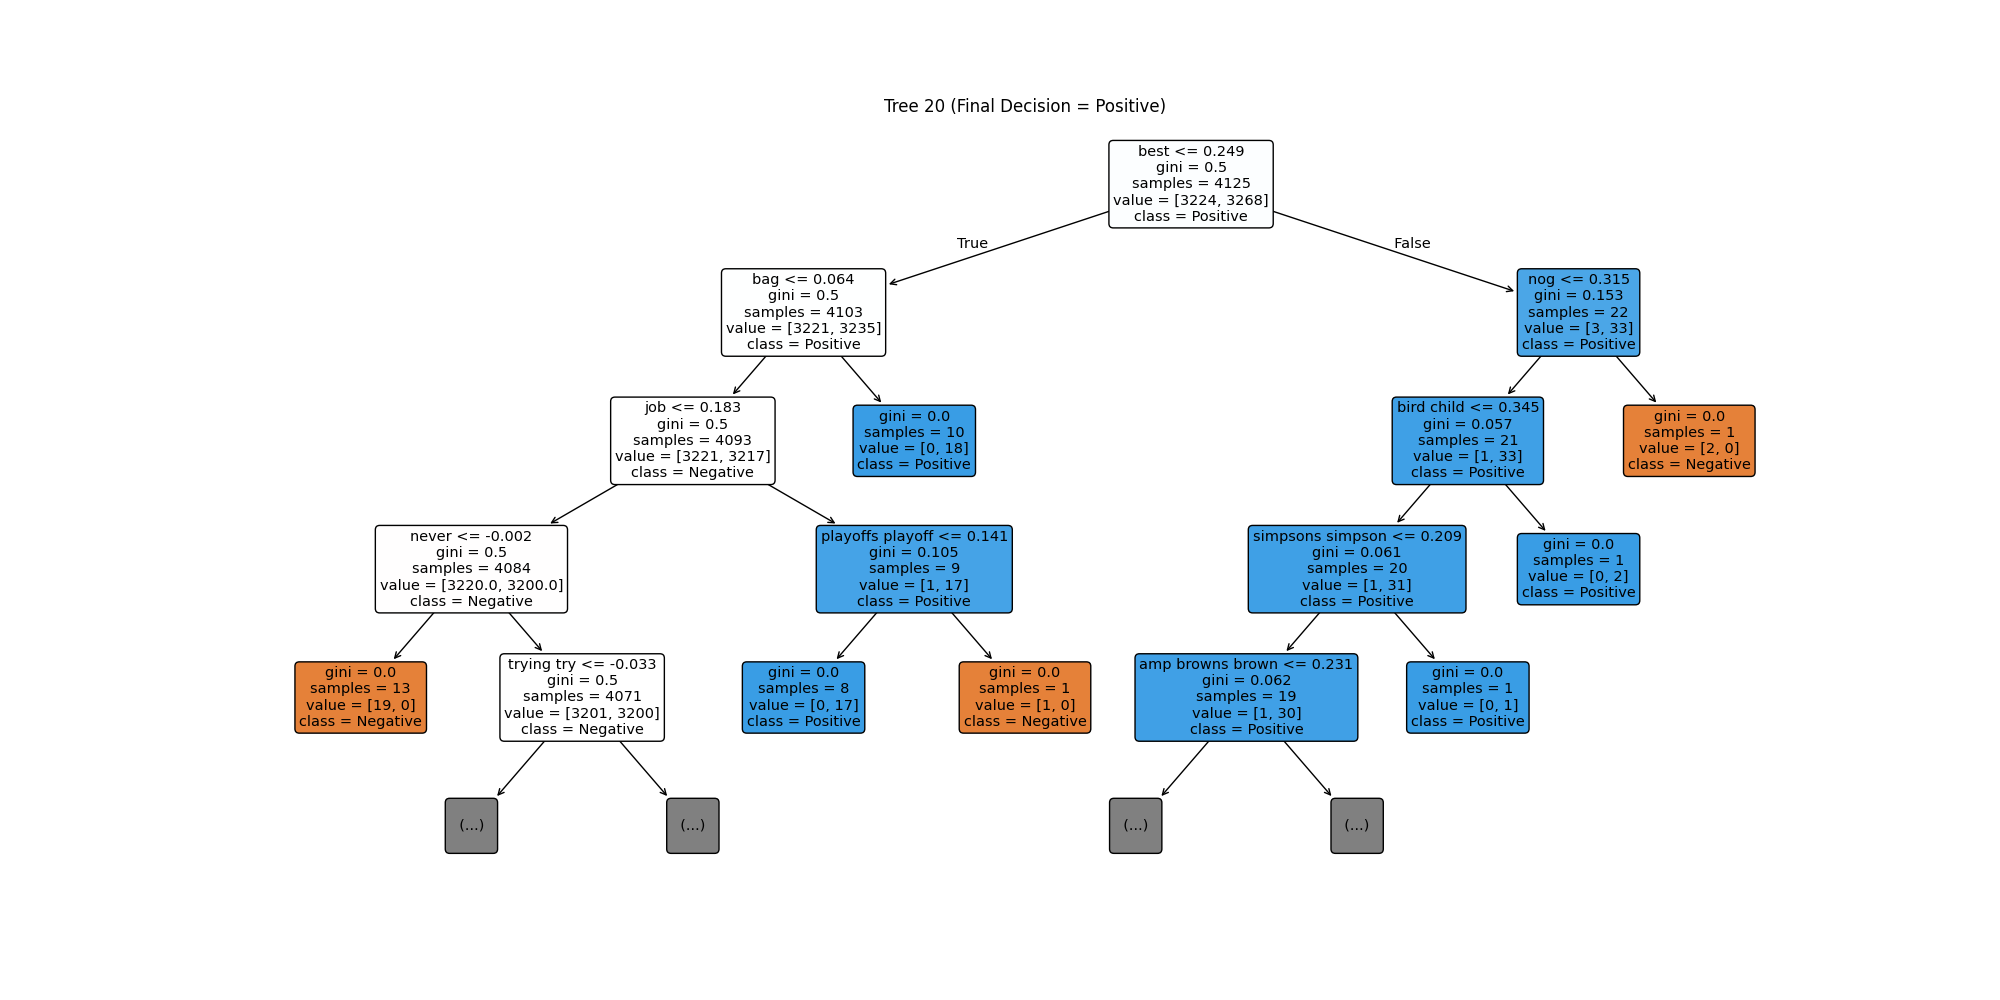 Tree 20 (Final Decision = Positive)
best <= 0.249
gini = 0.5
samples = 4125
value = [3224, 3268]
class = Positive
True
False
bag <= 0.064
gini = 0.5
samples = 4103
value = [3221, 3235]
class = Positive
nog <= 0.315
gini = 0.153
samples = 22
value = [3, 33]
class = Positive
job <= 0.183
gini = 0.5
samples = 4093
value = [3221, 3217]
class = Negative
gini = 0.0
samples = 10
value = [0, 18]
class = Positive
bird child <= 0.345
gini = 0.057
samples = 21
value = [1, 33]
class = Positive
gini = 0.0
samples = 1
value = [2, 0]
class = Negative
never <= -0.002
gini = 0.5
samples = 4084
value = [3220.0, 3200.0]
class = Negative
playoffs playoff <= 0.141
gini = 0.105
samples = 9
value = [1, 17]
class = Positive
simpsons simpson <= 0.209
gini = 0.061
samples = 20
value = [1, 31]
class = Positive
gini = 0.0
samples = 1
value = [0, 2]
class = Positive
gini = 0.0
samples = 13
value = [19, 0]
class = Negative
trying try <= -0.033
gini = 0.5
samples = 4071
value = [3201, 3200]
class = Negative
gini = 0.0
samples = 8
value = [0, 17]
class = Positive
gini = 0.0
samples = 1
value = [1, 0]
class = Negative
amp browns brown <= 0.231
gini = 0.062
samples = 19
value = [1, 30]
class = Positive
gini = 0.0
samples = 1
value = [0, 1]
class = Positive
(...)
(...)
(...)
(...)